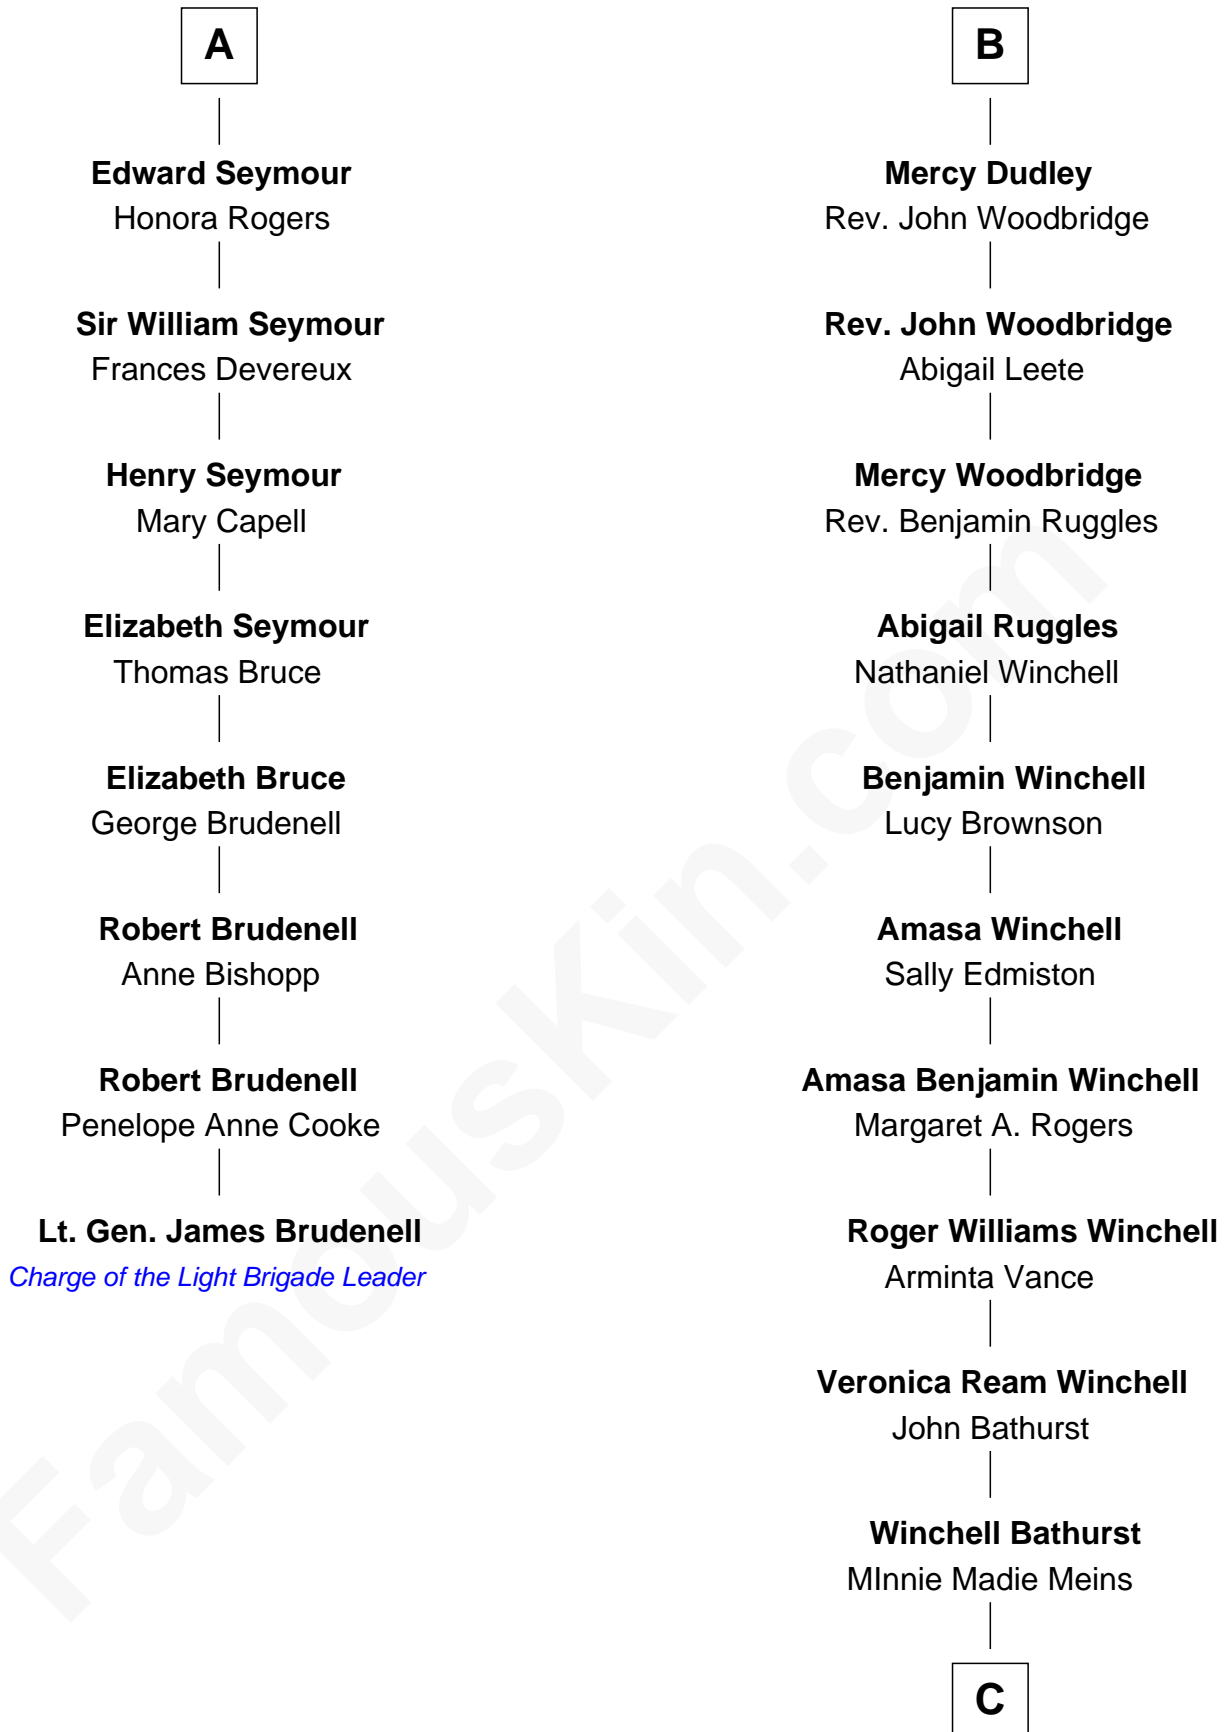 A
Edward Seymour
Honora Rogers
Sir William Seymour
Frances Devereux
Henry Seymour
Mary Capell
Elizabeth Seymour
Thomas Bruce
Elizabeth Bruce
George Brudenell
Robert Brudenell
Anne Bishopp
Robert Brudenell
Penelope Anne Cooke
Lt. Gen. James Brudenell
Charge of the Light Brigade Leader
B
Mercy Dudley
Rev. John Woodbridge
Rev. John Woodbridge
Abigail Leete
Mercy Woodbridge
Rev. Benjamin Ruggles
Abigail Ruggles
Nathaniel Winchell
Benjamin Winchell
Lucy Brownson
Amasa Winchell
Sally Edmiston
Amasa Benjamin Winchell
Margaret A. Rogers
Roger Williams Winchell
Arminta Vance
Veronica Ream Winchell
John Bathurst
Winchell Bathurst
MInnie Madie Meins
C
FamousKin.com